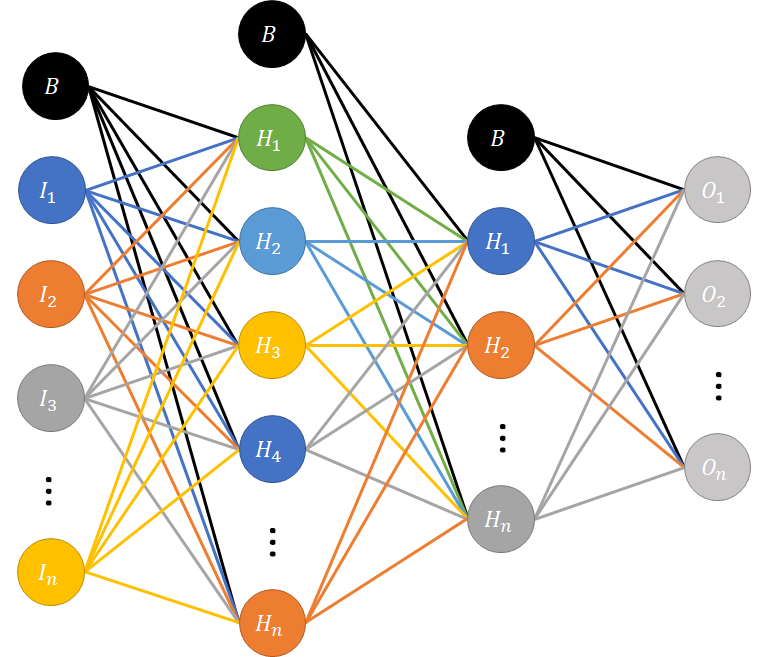 B
I₁
I₂
I₃
⋮
Iₙ
B
H₁
H₂
H₃
H₄
⋮
Hₙ
B
H₁
H₂
⋮
Hₙ
O₁
O₂
⋮
Oₙ